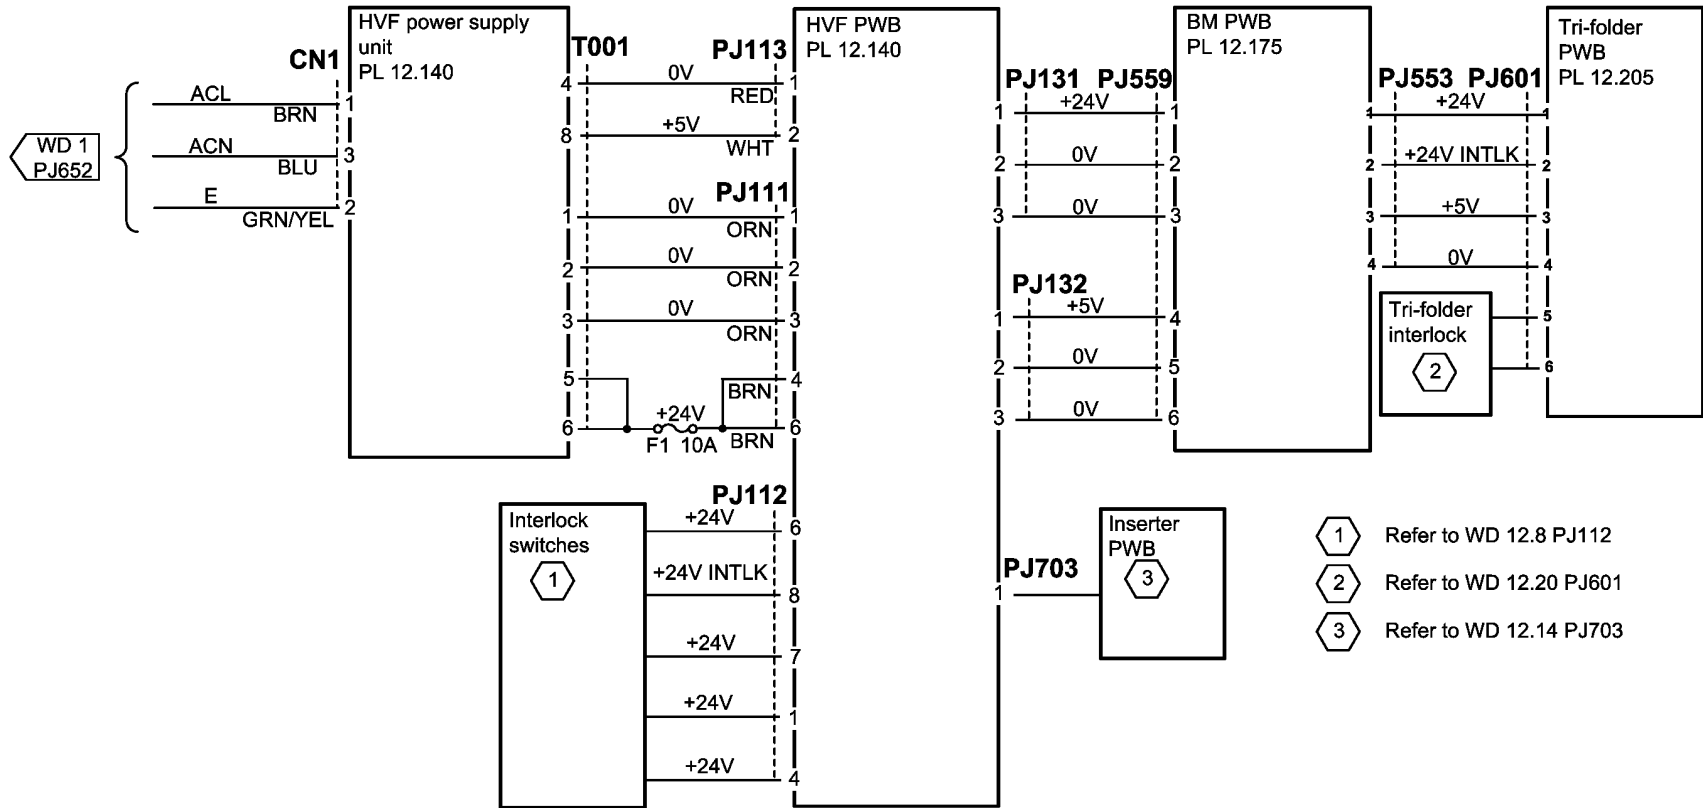 HVF power supply
unit
PL 12.140
CN1
T001
WD 1
PJ652
ACL
BRN
1
ACN
BLU
3
E
GRN/YEL
2
PJ113
4
0V
RED
1
8
+5V
WHT
2
PJ111
1
0V
ORN
1
2
0V
ORN
2
3
0V
ORN
3
5
BRN
4
6
+24V
F1 10A
BRN
6
HVF PWB
PL 12.140
Interlock
switches
1
PJ112
+24V
6
+24V INTLK
8
+24V
7
+24V
1
+24V
4
PJ131
PJ559
1
+24V
1
2
0V
2
3
0V
3
PJ132
1
+5V
4
2
0V
5
3
0V
6
PJ703
1
Inserter
PWB
3
BM PWB
PL 12.175
PJ553
PJ601
1
+24V
1
2
+24V INTLK
2
3
+5V
3
4
0V
4
Tri-folder
interlock
2
5
6
Tri-folder
PWB
PL 12.205
1 Refer to WD 12.8 PJ112
2 Refer to WD 12.20 PJ601
3 Refer to WD 12.14 PJ703